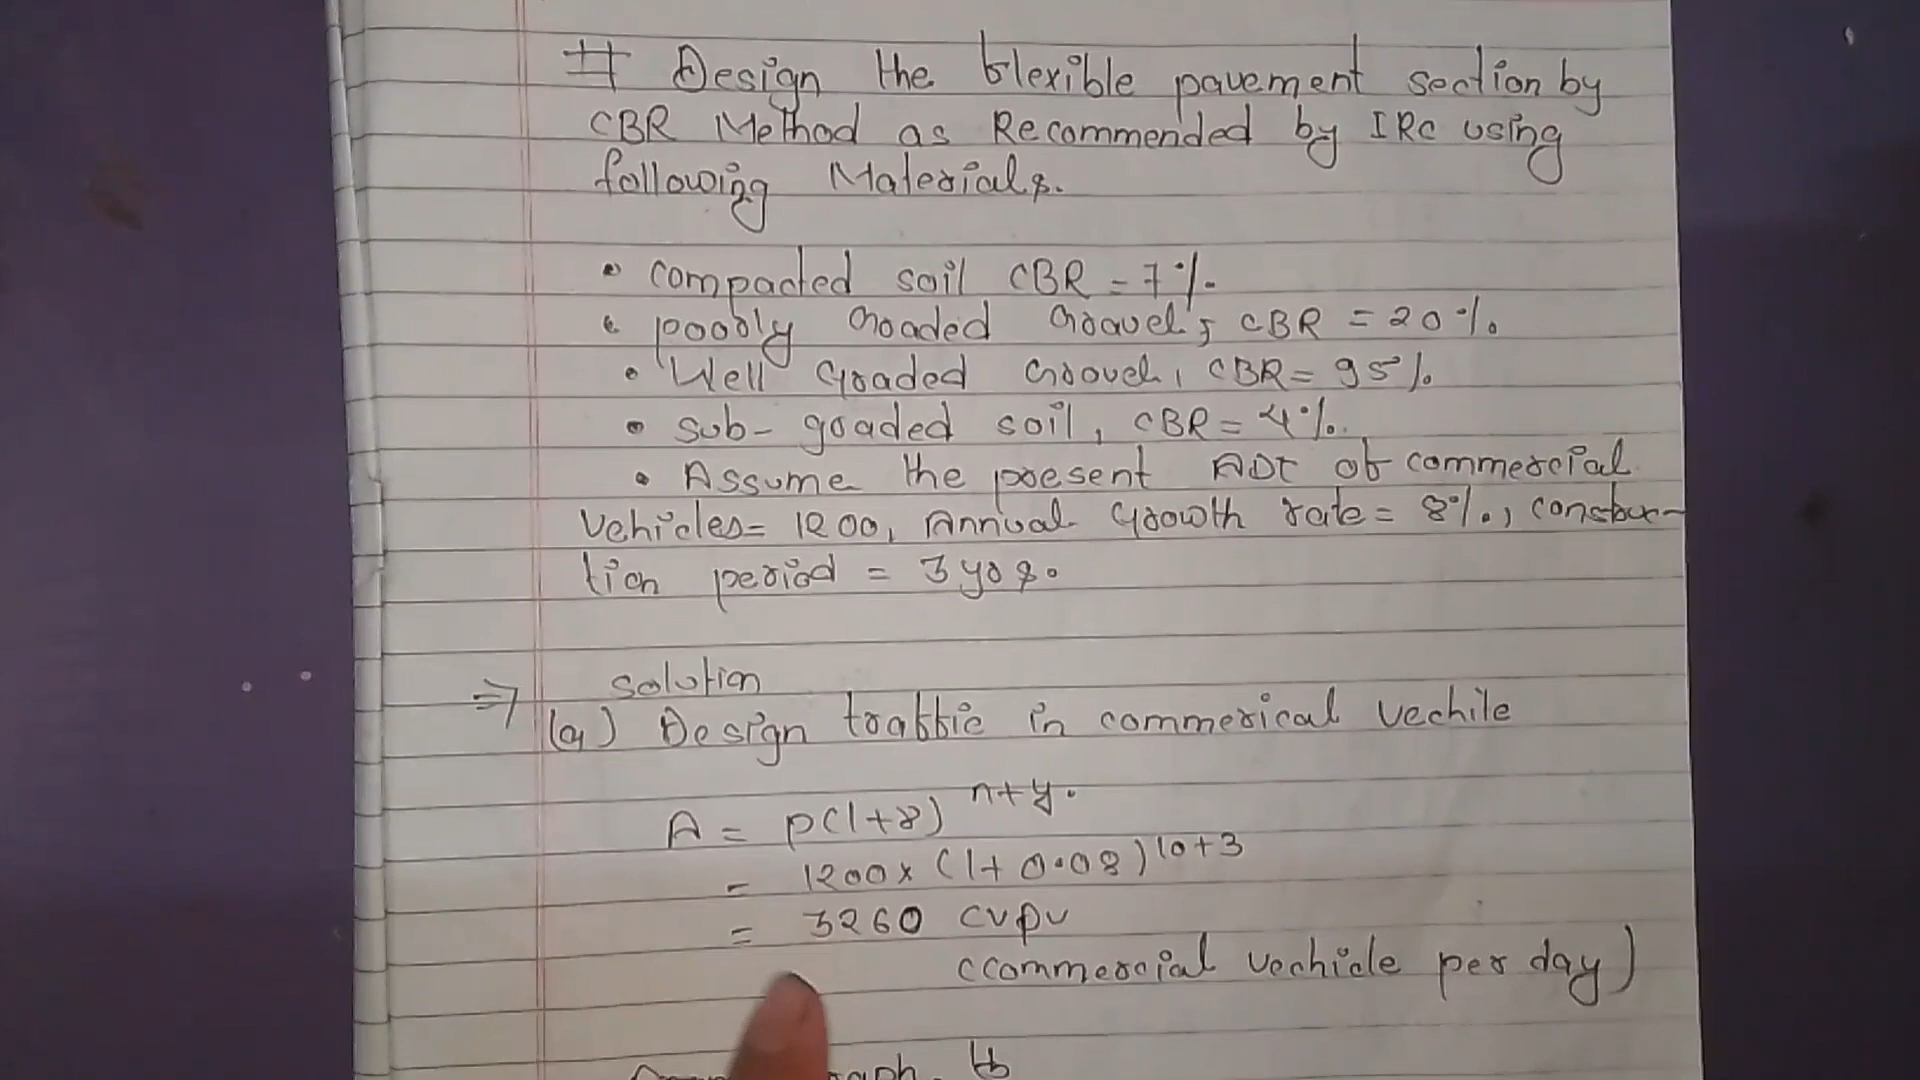 # Design the flexible pavement section by
CBR Method as Recommended by IRC using
following Materials.
• compacted soil CBR = 7%.
• poorly Graded Gravel, CBR = 20%.
• Well Graded Gravel, CBR = 95%.
• sub-graded soil, CBR = 4%.
• Assume the present ADT of commercial
vehicles = 1200, Annual Growth rate = 8%., construc-
tion period = 3 yrs.
⇒ solution
(a) Design traffic in commerical vechile
A = P(1+r)^n+y.
= 1200 x (1+0.08)^10+3
= 3260 cvpv
(commercial vechicle per day)